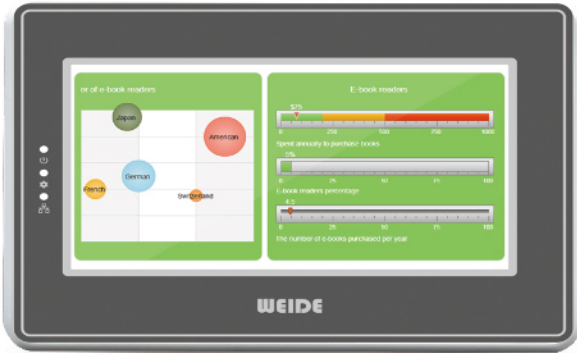 or of e-book readers
Japan
American
German
French
Switzerland
E-book readers
$75
0 250 500 750 1000
Spent annually to purchase books
5%
0 25 50 75 100
E-book readers percentage
4.5
0 25 50 75 100
The number of e-books purchased per year
WEIDE